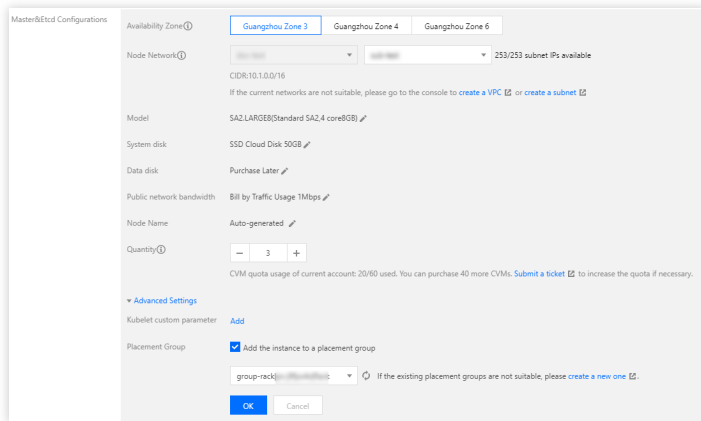 Master&Etcd Configurations
Availability Zone
Guangzhou Zone 3
Guangzhou Zone 4
Guangzhou Zone 6
Node Network
253/253 subnet IPs available
CIDR:10.1.0.0/16
If the current networks are not suitable, please go to the console to create a VPC or create a subnet
Model
SA2.LARGE8(Standard SA2,4 core8GB)
System disk
SSD Cloud Disk 50GB
Data disk
Purchase Later
Public network bandwidth
Bill by Traffic Usage 1Mbps
Node Name
Auto-generated
Quantity
− 3 +
CVM quota usage of current account: 20/60 used. You can purchase 40 more CVMs. Submit a ticket to increase the quota if necessary.
Advanced Settings
Kubelet custom parameter
Add
Placement Group
Add the instance to a placement group
group-rack
If the existing placement groups are not suitable, please create a new one .
OK
Cancel